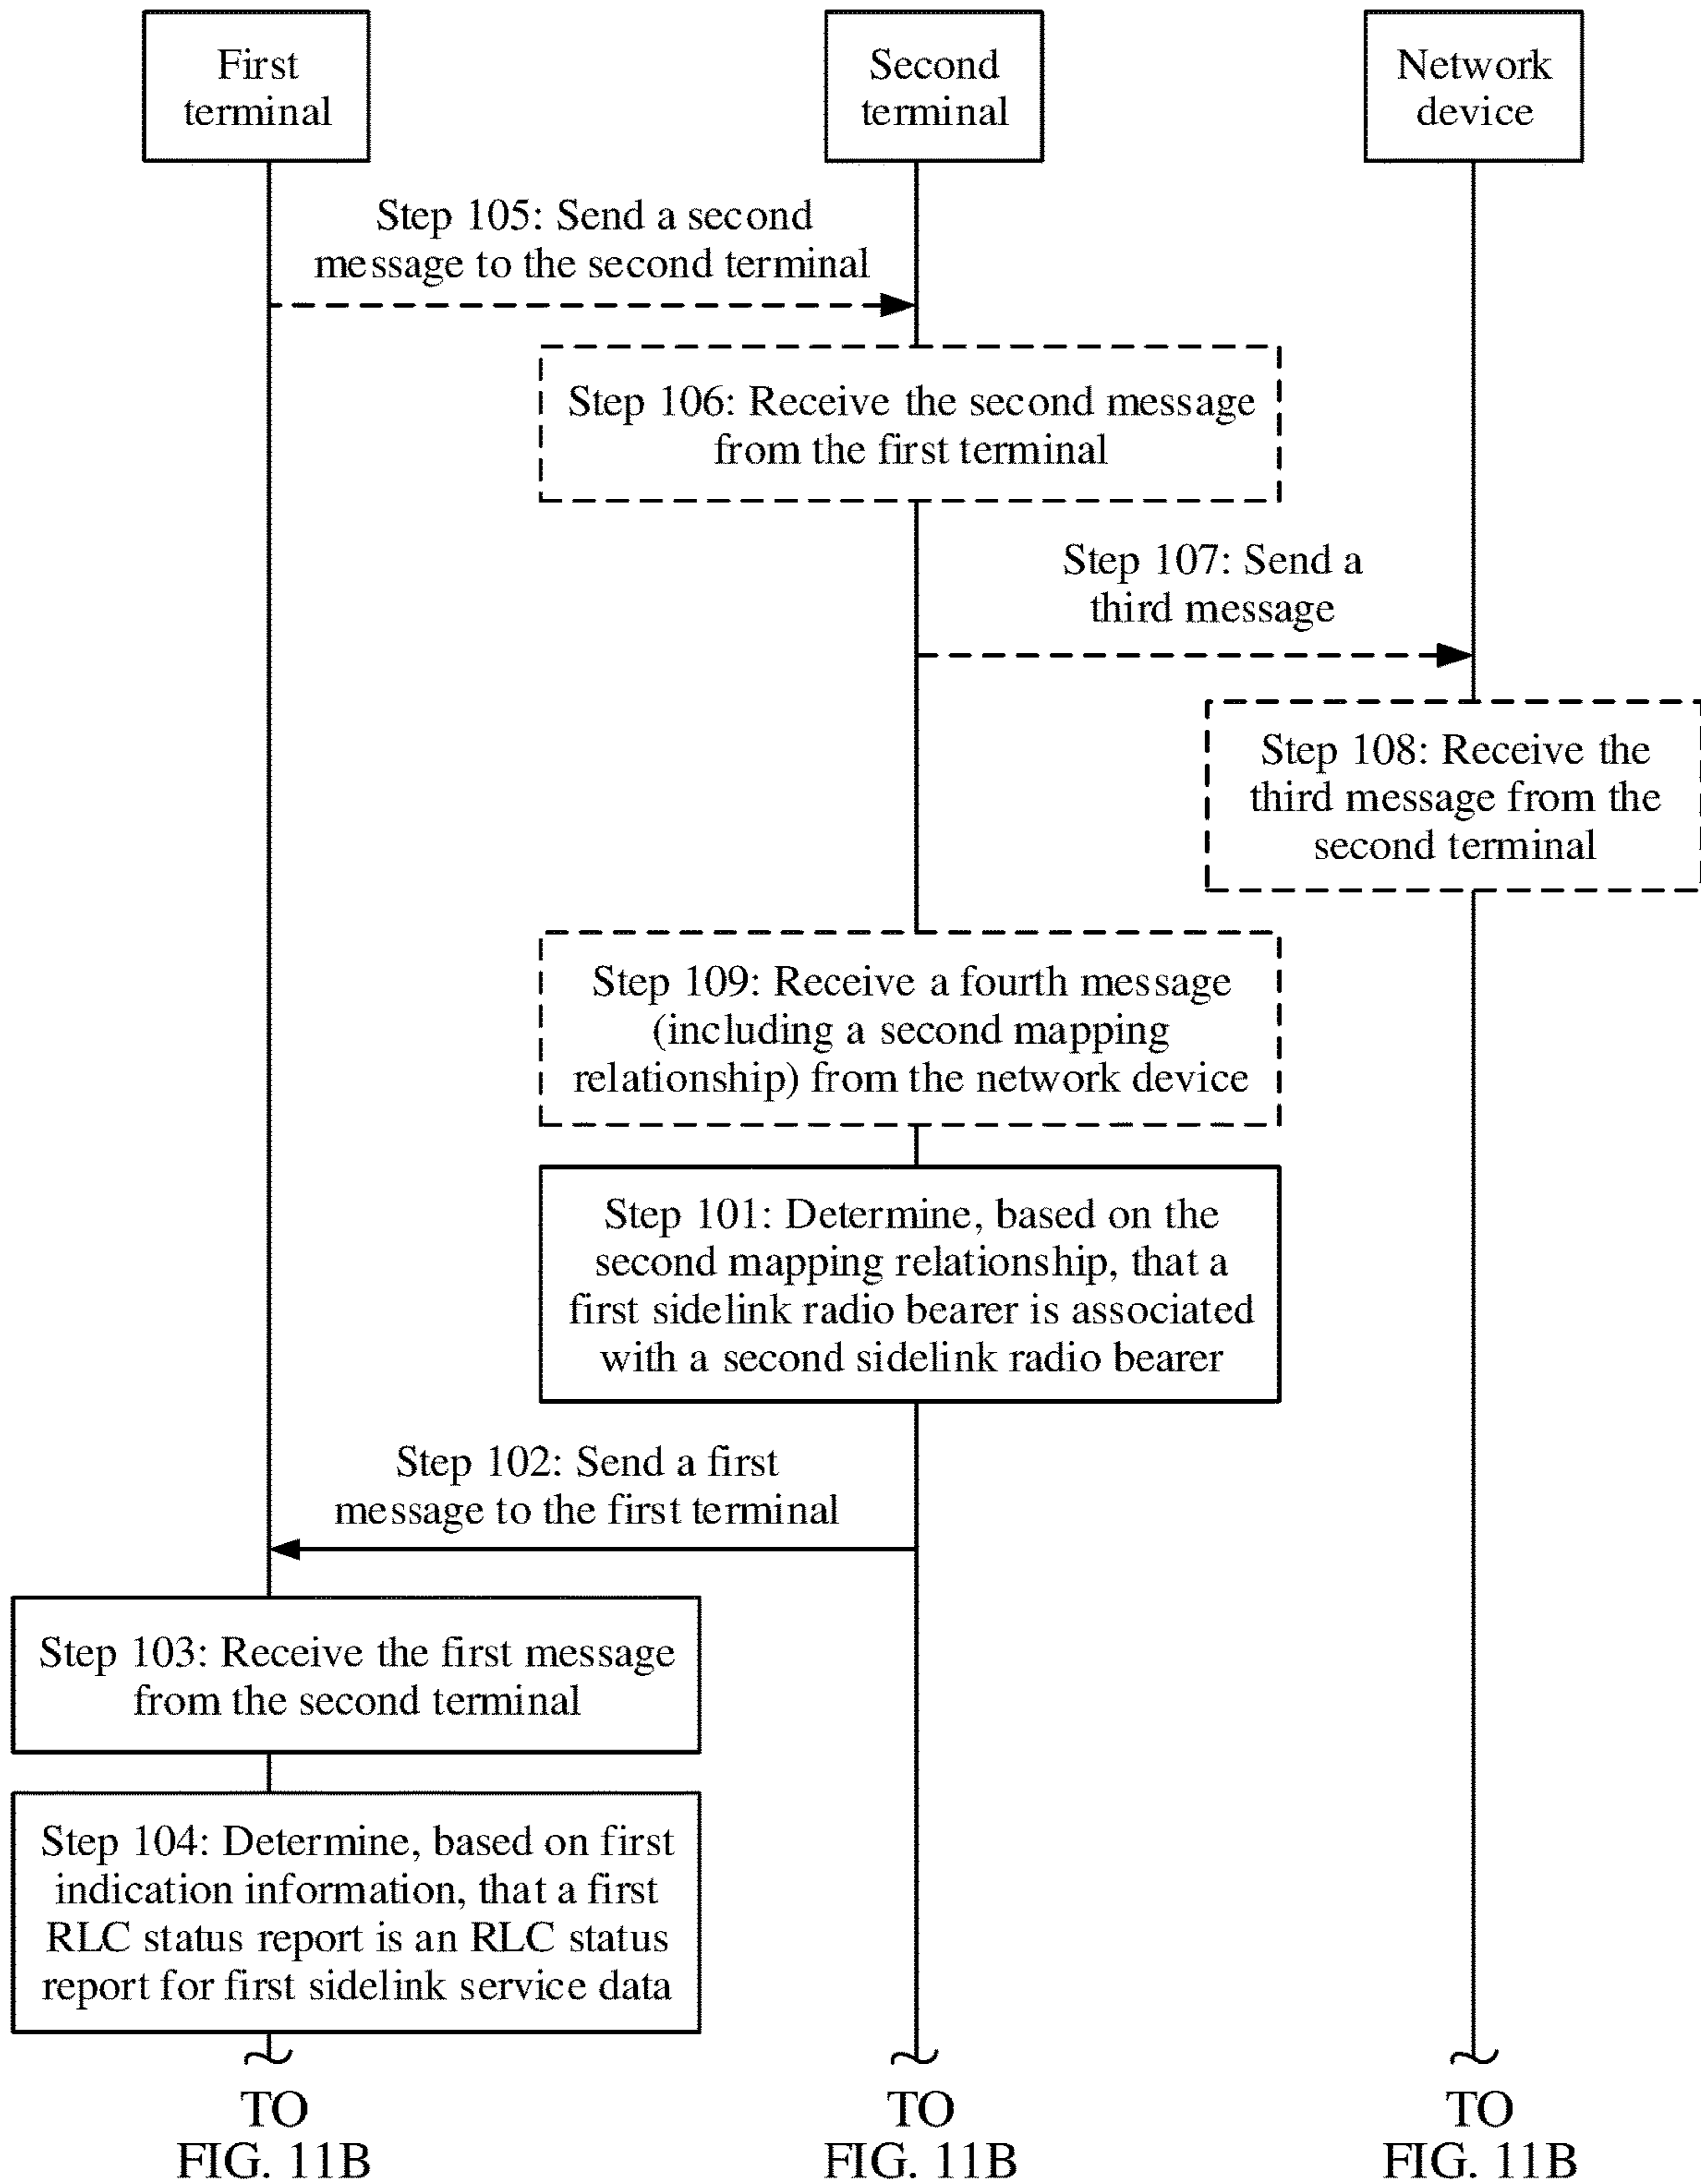 First
terminal
Second
terminal
Network
device
Step 105: Send a second
message to the second terminal
Step 106: Receive the second message
from the first terminal
Step 107: Send a
third message
Step 108: Receive the
third message from the
second terminal
Step 109: Receive a fourth message
(including a second mapping
relationship) from the network device
Step 101: Determine, based on the
second mapping relationship, that a
first sidelink radio bearer is associated
with a second sidelink radio bearer
Step 102: Send a first
message to the first terminal
Step 103: Receive the first message
from the second terminal
Step 104: Determine, based on first
indication information, that a first
RLC status report is an RLC status
report for first sidelink service data
TO
FIG. 11B
TO
FIG. 11B
TO
FIG. 11B